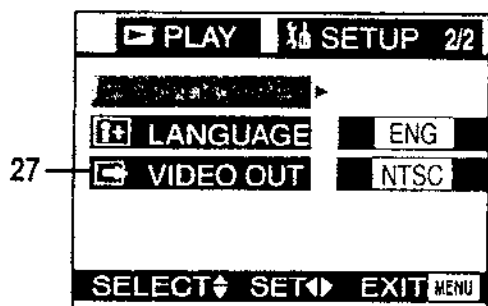 PLAY SETUP 2/2
LANGUAGE ENG
27 VIDEO OUT NTSC
SELECT SET EXIT MENU